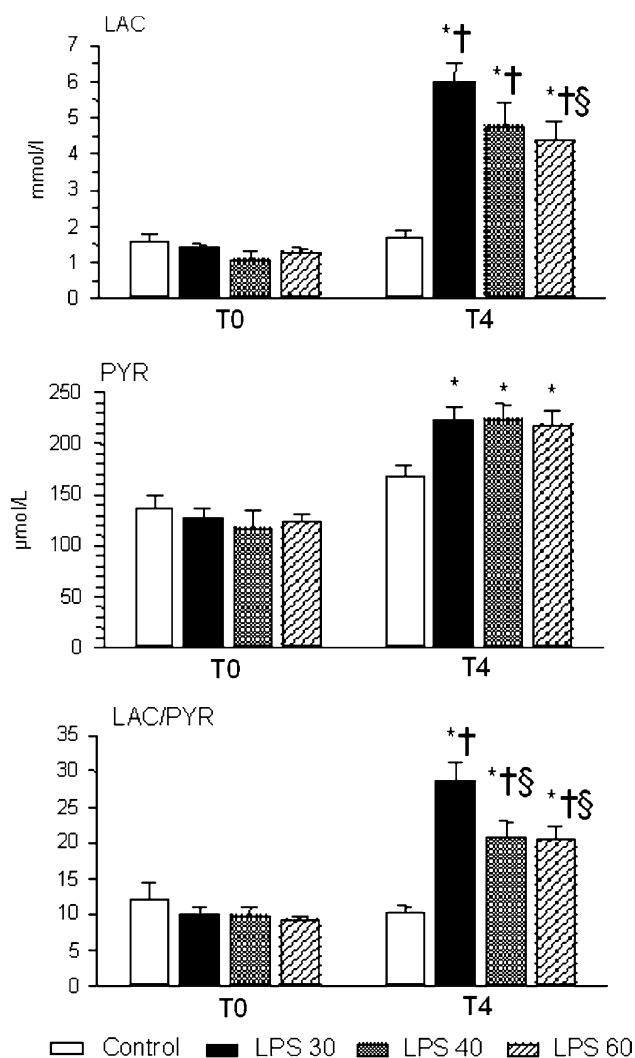 LAC
7
6
5
4
3
2
1
0
mmol/l
*† *† *†§
T0 T4
PYR
250
200
150
100
50
0
µmol/L
* * *
T0 T4
LAC/PYR
35
30
25
20
15
10
5
0
*† *†§ *†§
T0 T4
Control LPS 30 LPS 40 LPS 60